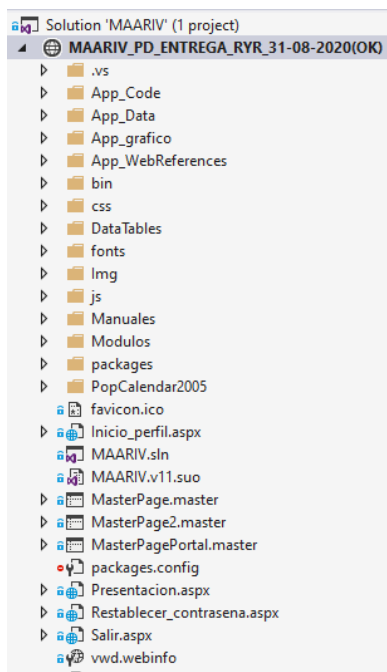 Solution 'MAARIV' (1 project)
MAARIV_PD_ENTREGA_RYR_31-08-2020(OK)
.vs
App_Code
App_Data
App_grafico
App_WebReferences
bin
css
DataTables
fonts
Img
js
Manuales
Modulos
packages
PopCalendar2005
favicon.ico
Inicio_perfil.aspx
MAARIV.sln
MAARIV.v11.suo
MasterPage.master
MasterPage2.master
MasterPagePortal.master
packages.config
Presentacion.aspx
Restablecer_contrasena.aspx
Salir.aspx
vwd.webinfo